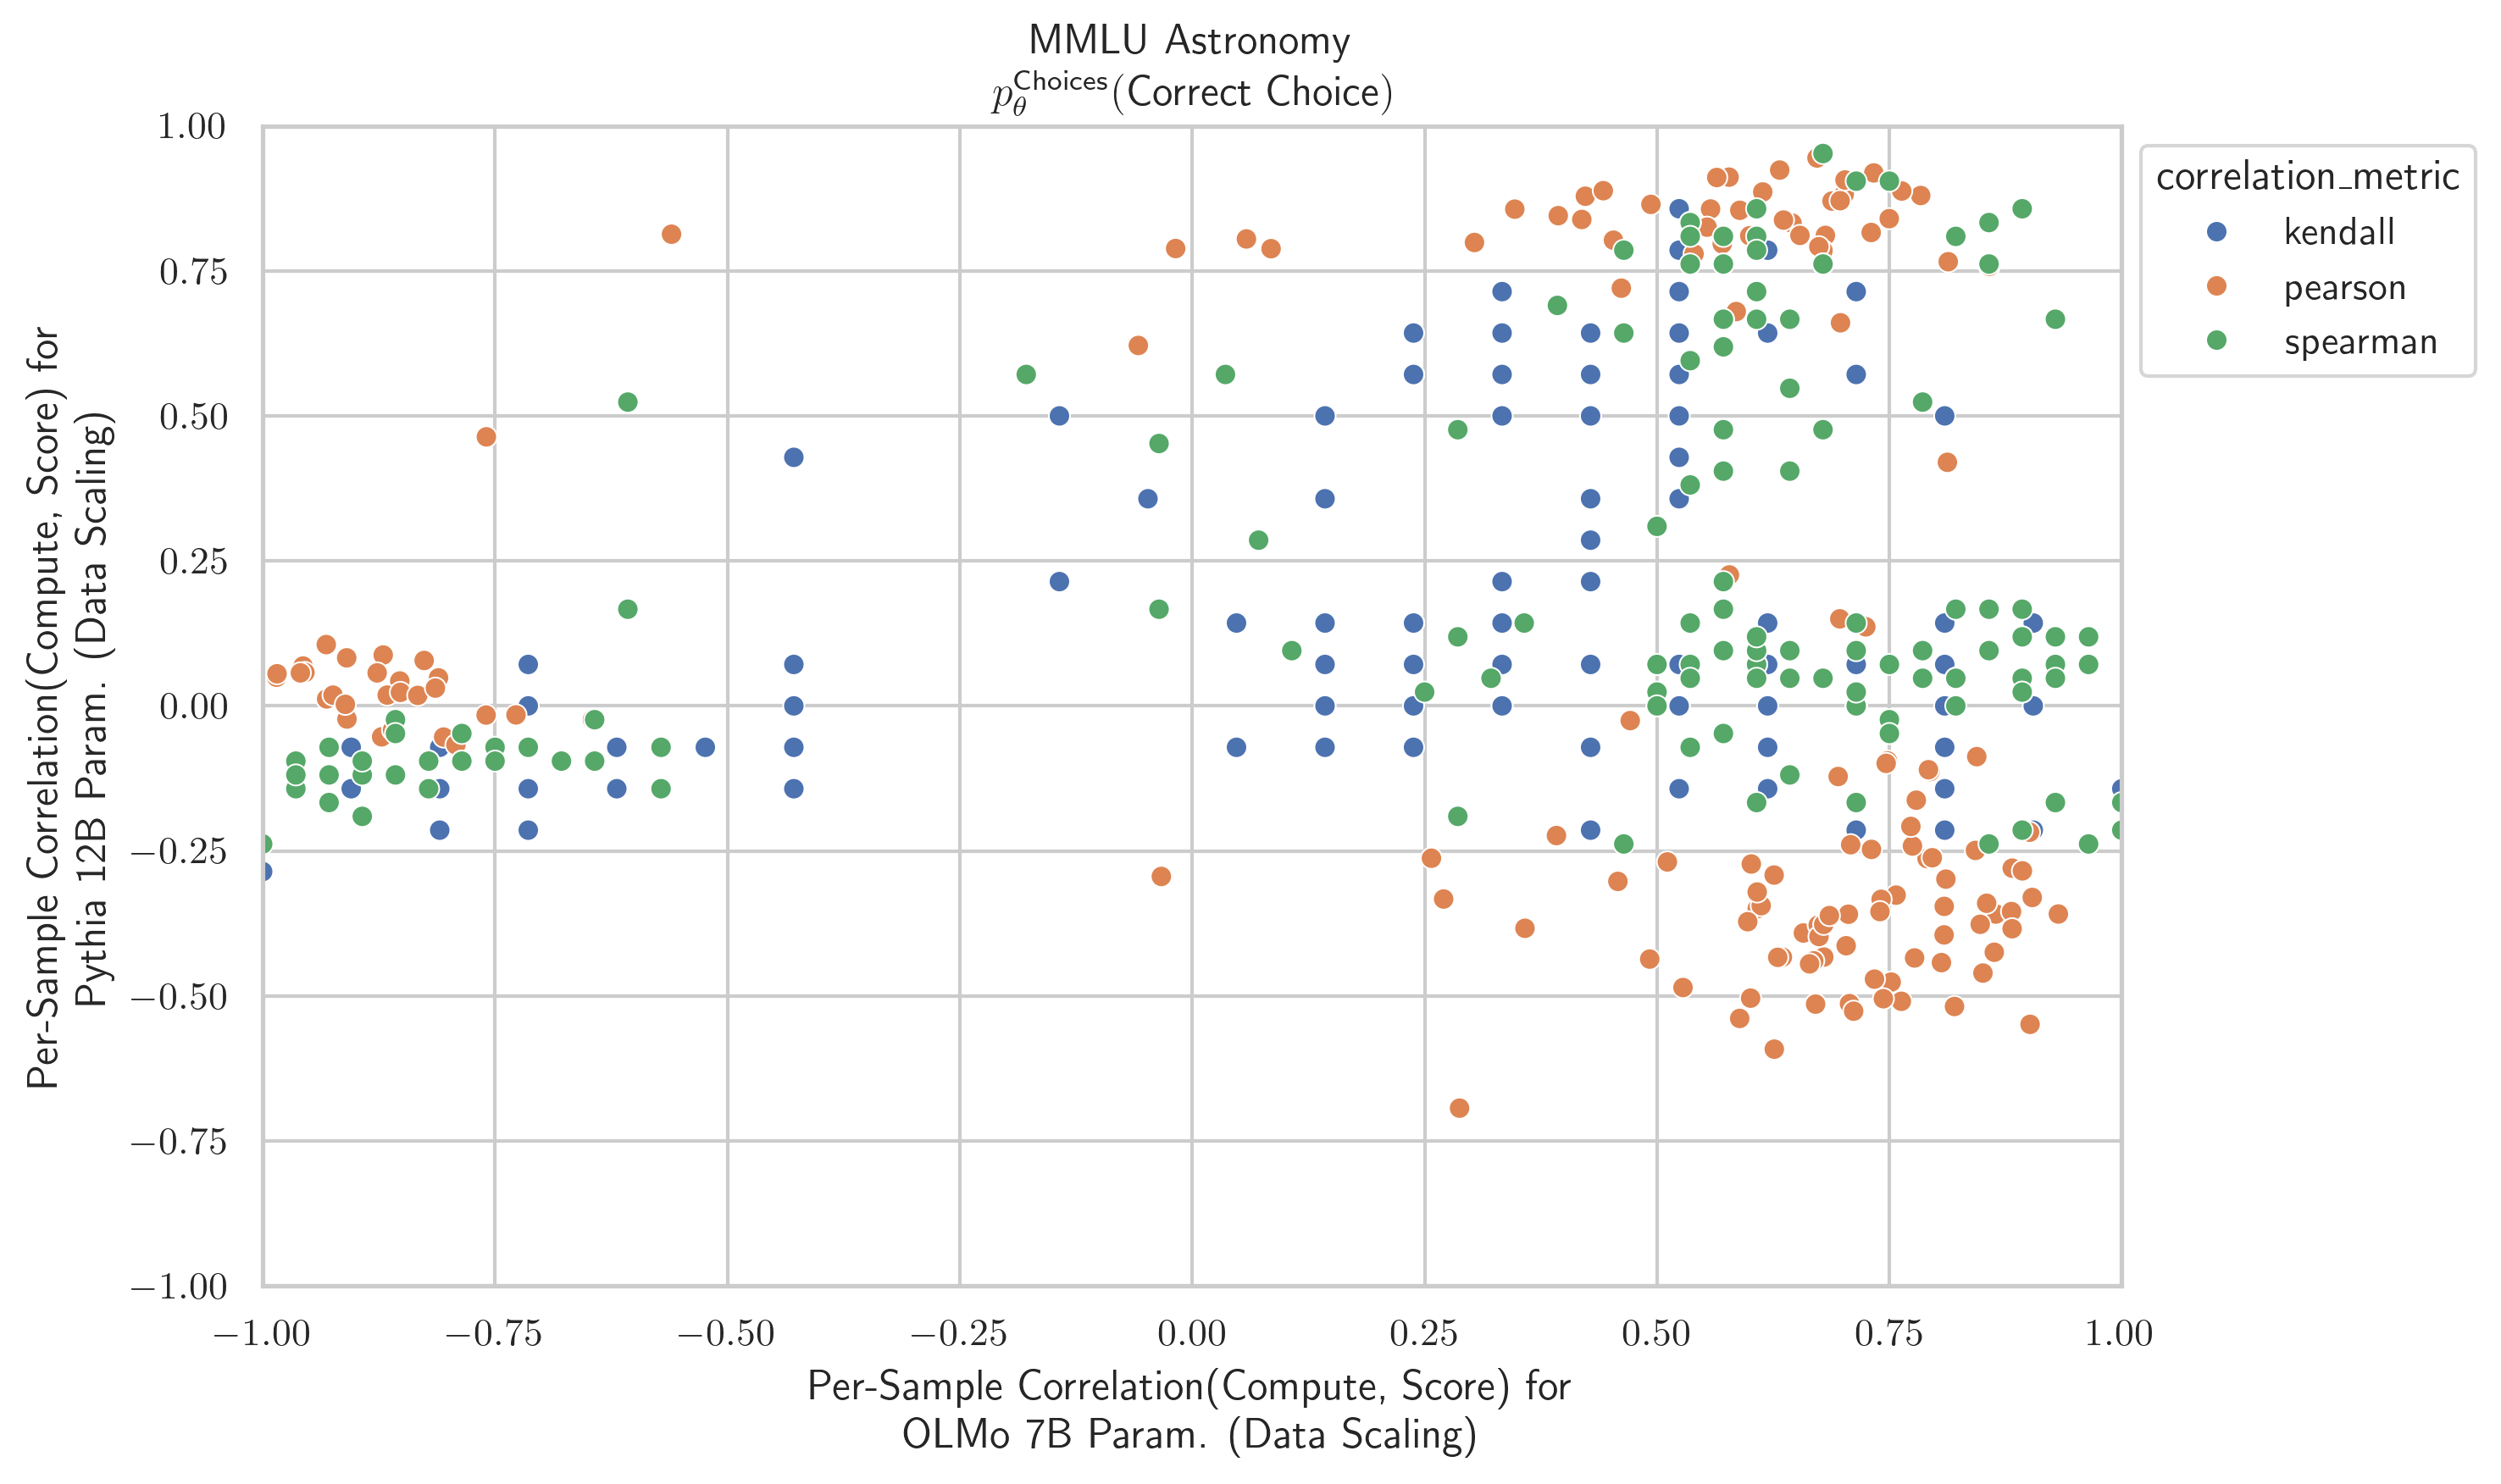 MMLU Astronomy
p_θ^Choices(Correct Choice)
correlation_metric
kendall
pearson
spearman
Per-Sample Correlation(Compute, Score) for
Pythia 12B Param. (Data Scaling)
1.00
0.75
0.50
0.25
0.00
−0.25
−0.50
−0.75
−1.00
−1.00 −0.75 −0.50 −0.25 0.00 0.25 0.50 0.75 1.00
Per-Sample Correlation(Compute, Score) for
OLMo 7B Param. (Data Scaling)